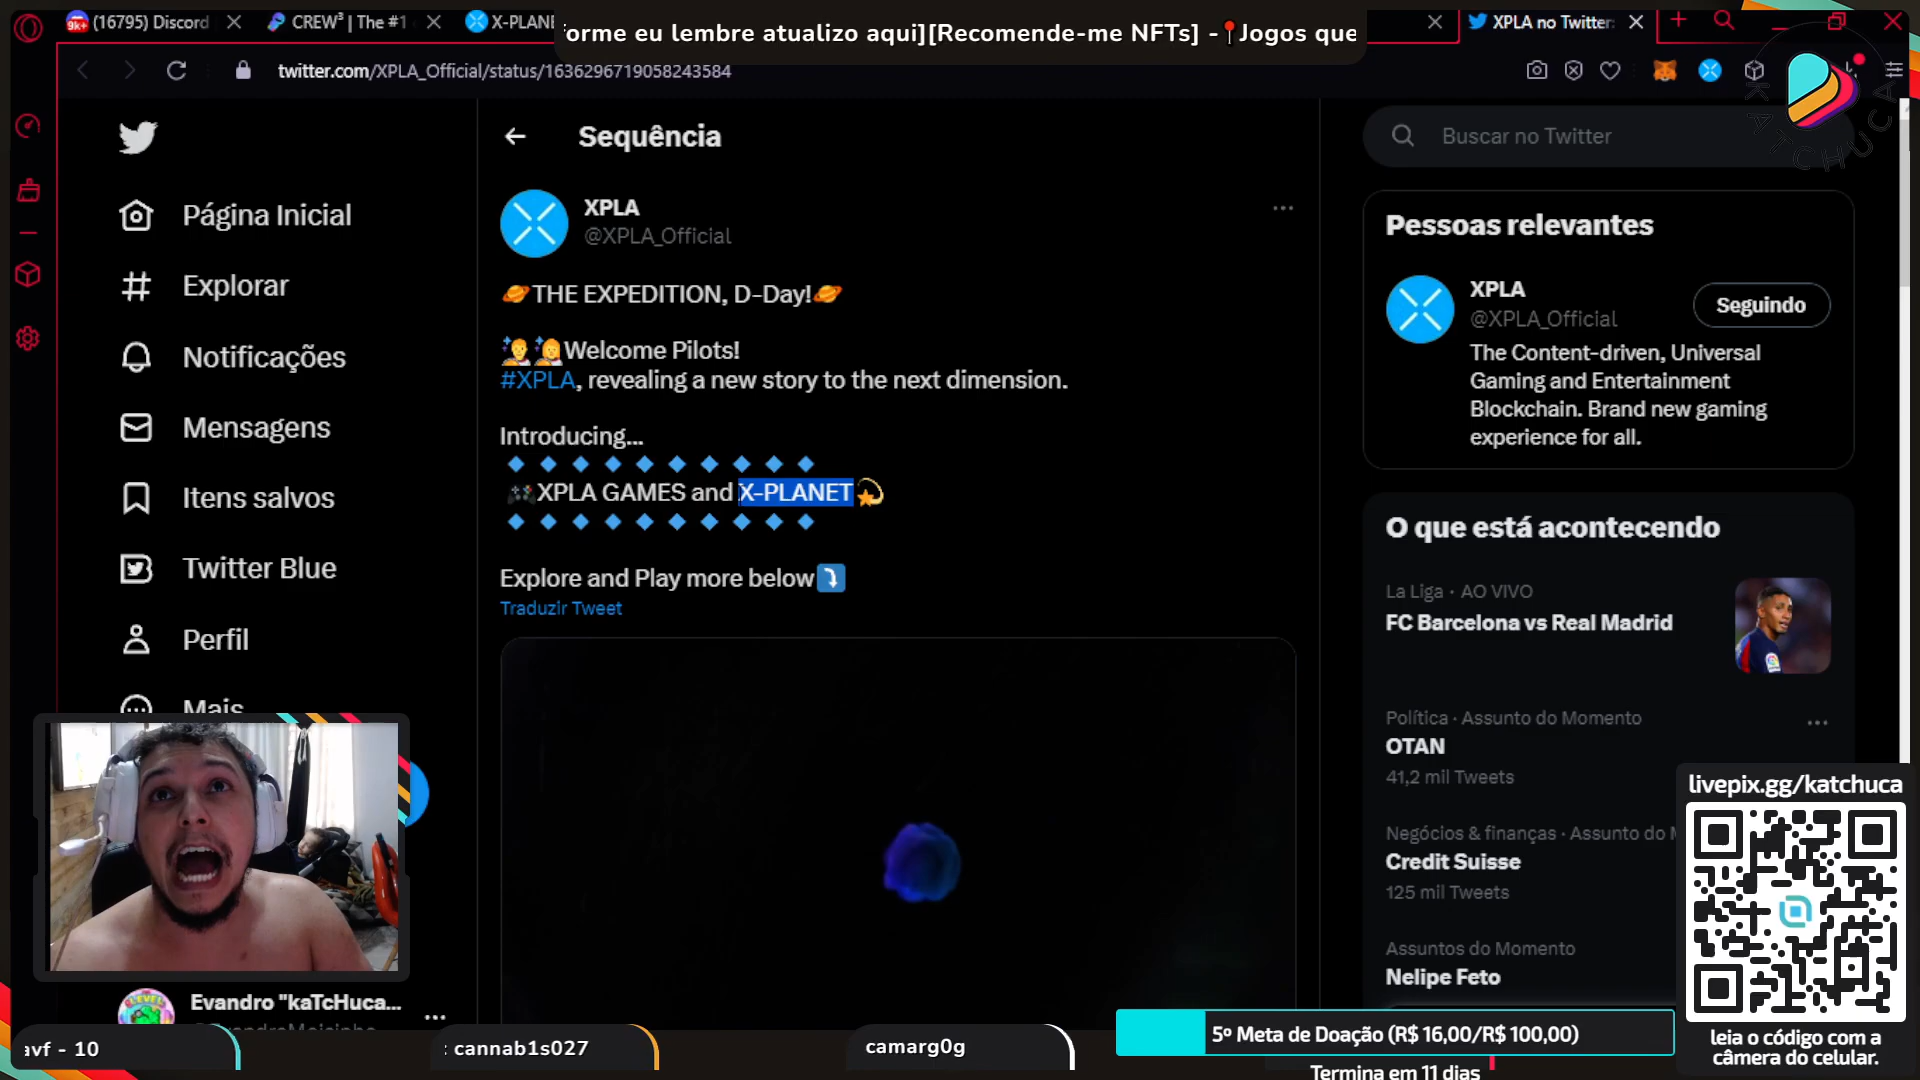 (16795) Discord
CREW³ | The #1
X-PLANE
orme eu lembre atualizo aqui][Recomende-me NFTs] - 📍Jogos que
XPLA no Twitter:
twitter.com/XPLA_Official/status/1636296719058243584
KATCHUCA
Página Inicial
Explorar
Notificações
Mensagens
Itens salvos
Twitter Blue
Perfil
Mais
Evandro "kaTcHuca...
Sequência
XPLA
@XPLA_Official
🪐THE EXPEDITION, D-Day!🪐
Welcome Pilots!
#XPLA, revealing a new story to the next dimension.
Introducing...
🔹🔹🔹🔹🔹🔹🔹🔹🔹🔹
🎮XPLA GAMES and X-PLANET💫
🔹🔹🔹🔹🔹🔹🔹🔹🔹🔹
Explore and Play more below⤵️
Traduzir Tweet
Buscar no Twitter
Pessoas relevantes
XPLA
@XPLA_Official
Seguindo
The Content-driven, Universal
Gaming and Entertainment
Blockchain. Brand new gaming
experience for all.
O que está acontecendo
La Liga · AO VIVO
FC Barcelona vs Real Madrid
Política · Assunto do Momento
OTAN
41,2 mil Tweets
Negócios & finanças · Assunto do M
Credit Suisse
125 mil Tweets
Assuntos do Momento
Nelipe Feto
livepix.gg/katchuca
leia o código com a
câmera do celular.
avf - 10
: cannab1s027
camarg0g
5º Meta de Doação (R$ 16,00/R$ 100,00)
Termina em 11 dias